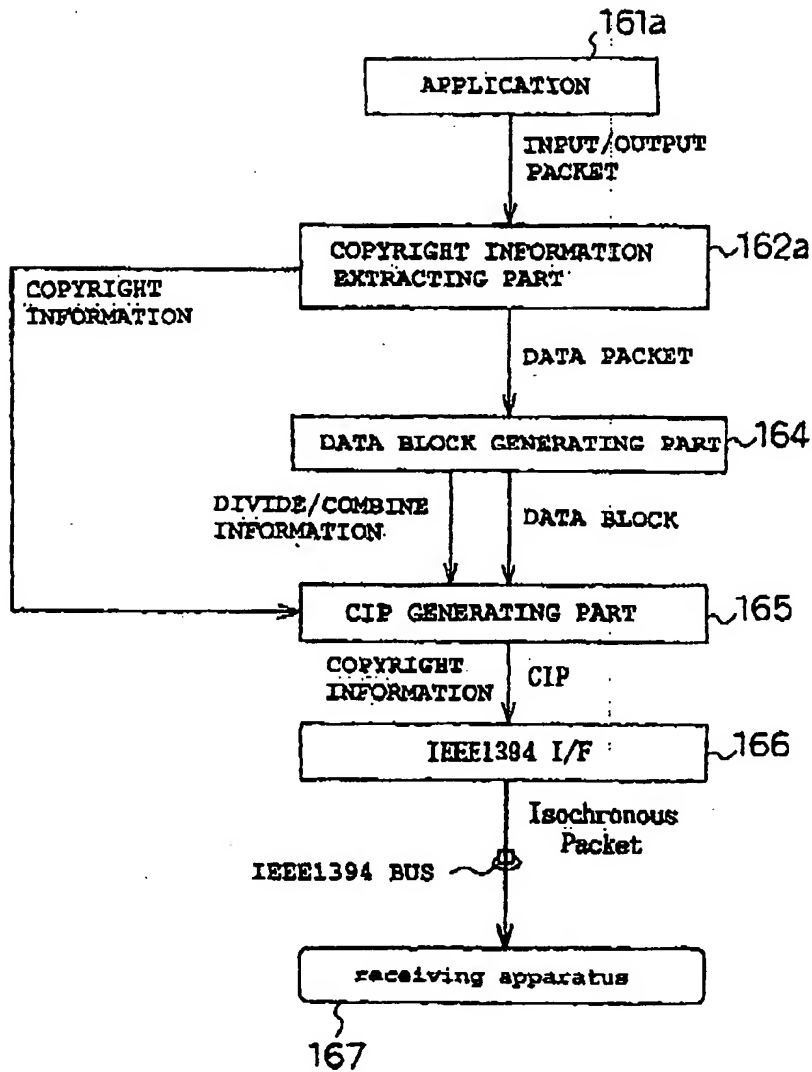 161a
APPLICATION
INPUT/OUTPUT
PACKET
COPYRIGHT INFORMATION
EXTRACTING PART
162a
COPYRIGHT
INFORMATION
DATA PACKET
DATA BLOCK GENERATING PART
164
DIVIDE/COMBINE
INFORMATION
DATA BLOCK
CIP GENERATING PART
165
COPYRIGHT
INFORMATION
CIP
IEEE1394 I/F
166
Isochronous
Packet
IEEE1394 BUS
receiving apparatus
167